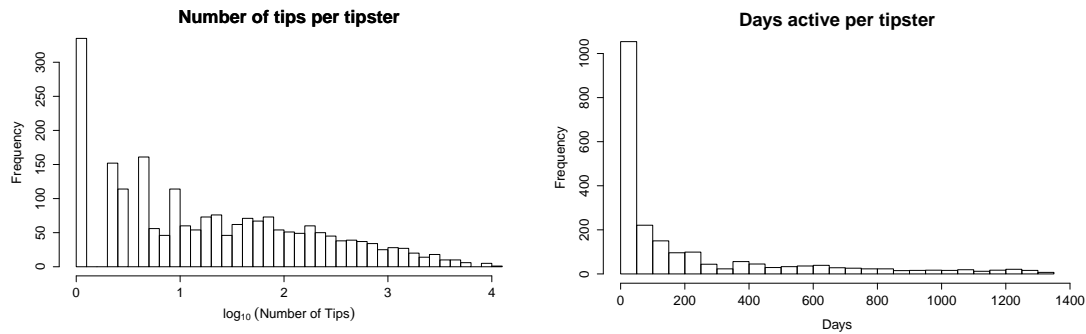 Number of tips per tipster
Frequency
300
250
200
150
100
50
0
0 1 2 3 4
log₁₀ (Number of Tips)
Days active per tipster
Frequency
1000
800
600
400
200
0
0 200 400 600 800 1000 1200 1400
Days